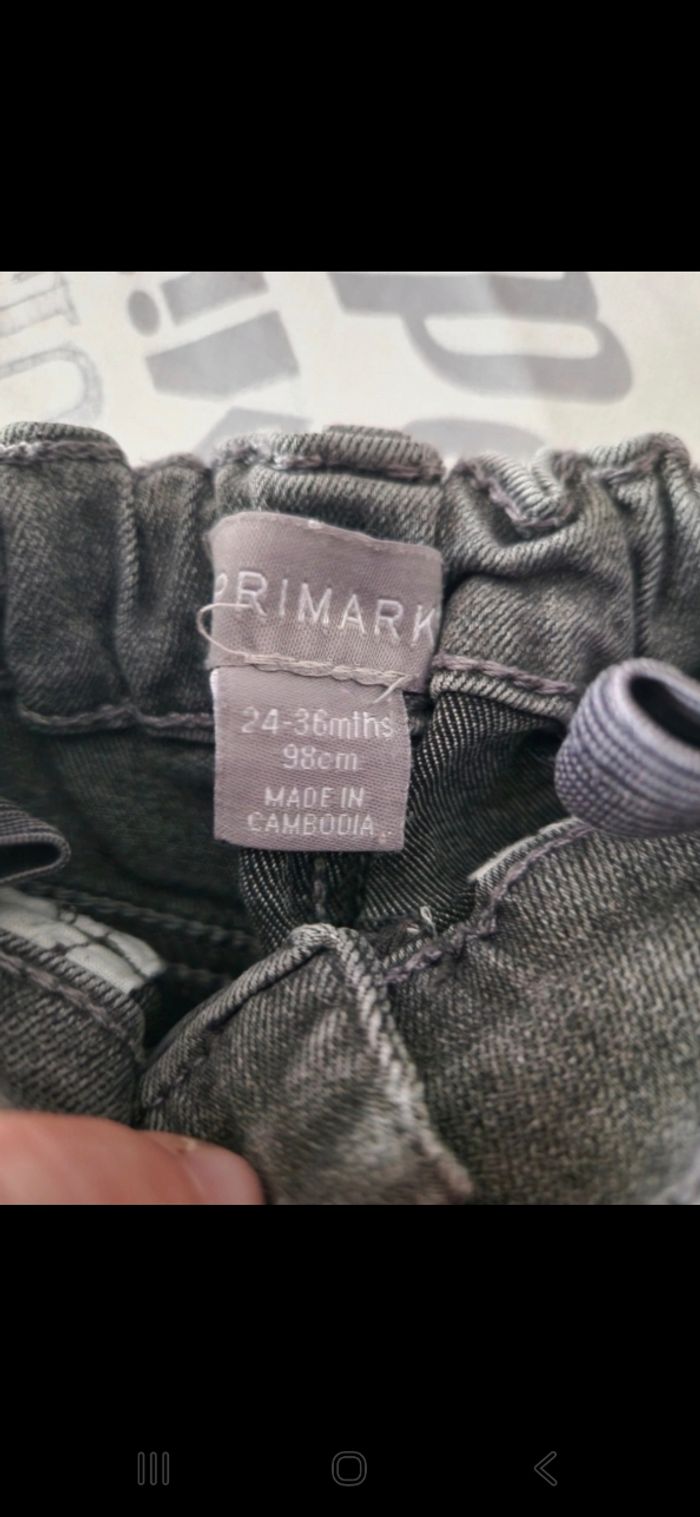 PRIMARK
24-36mths
98cm
MADE IN
CAMBODIA